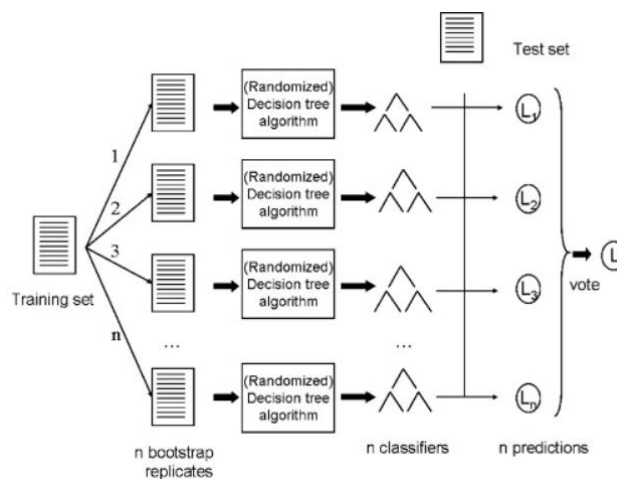 Test set
(Randomized)
Decision tree
algorithm
L1
1
(Randomized)
Decision tree
algorithm
L2
2
3
Training set
(Randomized)
Decision tree
algorithm
L3
vote
L
n
...
...
(Randomized)
Decision tree
algorithm
Ln
n bootstrap
replicates
n classifiers
n predictions